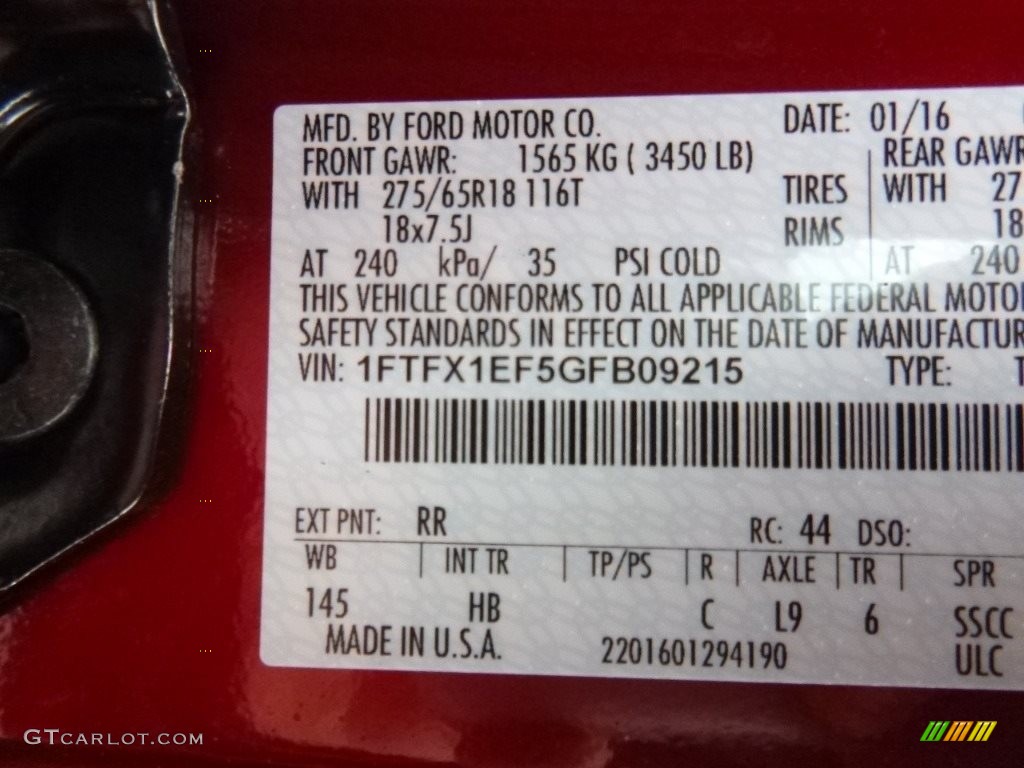 MFD. BY FORD MOTOR CO. DATE: 01/16
FRONT GAWR: 1565 KG ( 3450 LB) REAR GAWR
WITH 275/65R18 116T TIRES WITH 27
18x7.5J RIMS 18
AT 240 kPa/ 35 PSI COLD AT 240
THIS VEHICLE CONFORMS TO ALL APPLICABLE FEDERAL MOTO
SAFETY STANDARDS IN EFFECT ON THE DATE OF MANUFACTUR
VIN: 1FTFX1EF5GFB09215 TYPE: T
EXT PNT: RR RC: 44 DSO:
WB INT TR TP/PS R AXLE TR SPR
145 HB C L9 6 SSCC
MADE IN U.S.A. 2201601294190 ULC
GTCARLOT.COM